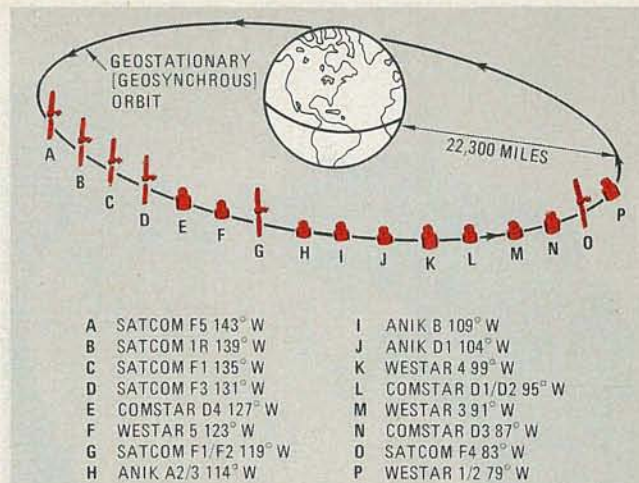 GEOSTATIONARY
[GEOSYNCHROUS]
ORBIT
22,300 MILES
A
B
C
D
E
F
G
H
I
J
K
L
M
N
O
P
A SATCOM F5 143° W
B SATCOM 1R 139° W
C SATCOM F1 135° W
D SATCOM F3 131° W
E COMSTAR D4 127° W
F WESTAR 5 123° W
G SATCOM F1/F2 119° W
H ANIK A2/3 114° W
I ANIK B 109° W
J ANIK D1 104° W
K WESTAR 4 99° W
L COMSTAR D1/D2 95° W
M WESTAR 3 91° W
N COMSTAR D3 87° W
O SATCOM F4 83° W
P WESTAR 1/2 79° W